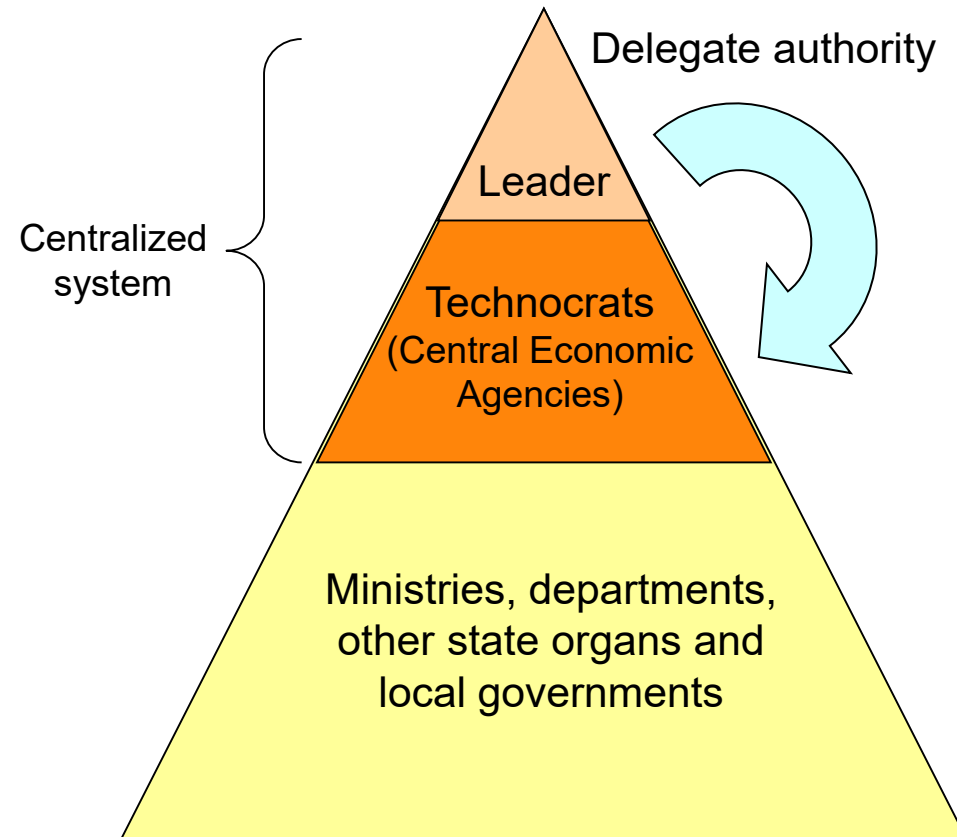 Delegate authority
Leader
Centralized
system
Technocrats
(Central Economic
Agencies)
Ministries, departments,
other state organs and
local governments